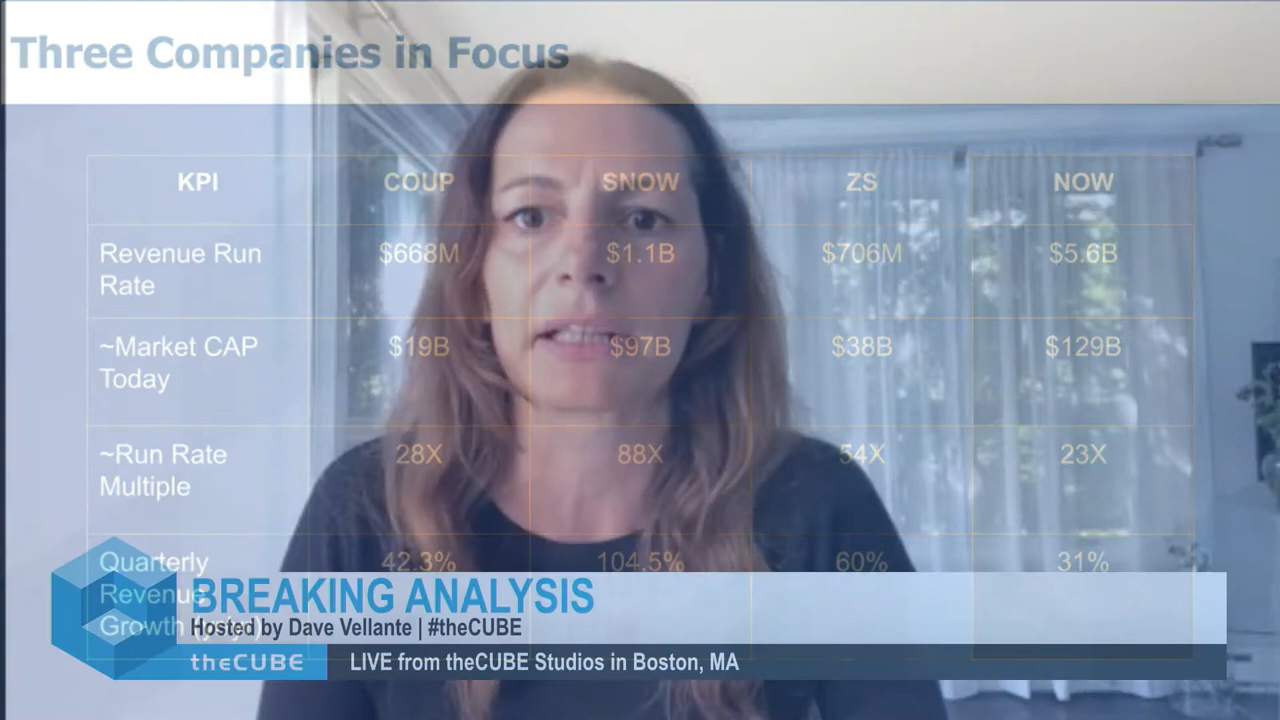 Three Companies in Focus
KPI COUP SNOW ZS NOW
Revenue Run $668M $1.1B $706M $5.6B
Rate
~Market CAP $19B $97B $38B $129B
Today
~Run Rate 28X 88X 54X 23X
Multiple
Quarterly 42.3% 104.5% 60% 31%
Revenue
Growth
BREAKING ANALYSIS
Hosted by Dave Vellante | #theCUBE
theCUBE LIVE from theCUBE Studios in Boston, MA